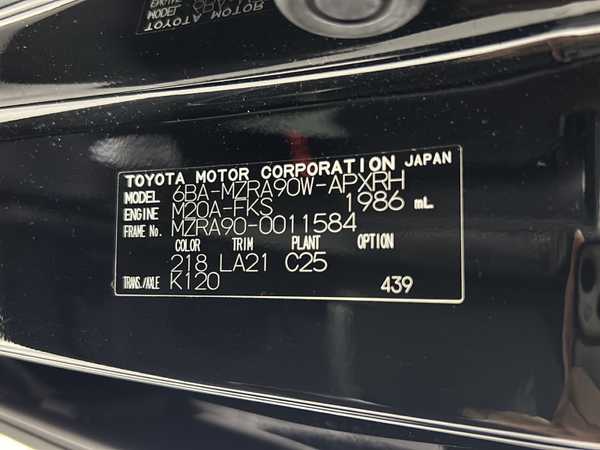 TOYOTA MOTOR CORPORATION JAPAN
MODEL 6BA-MZRA90W-APXRH
ENGINE M20A-FKS 1986 mL
FRAME No. MZRA90-0011584
COLOR TRIM PLANT OPTION
218 LA21 C25
TRANS./AXLE K120 439